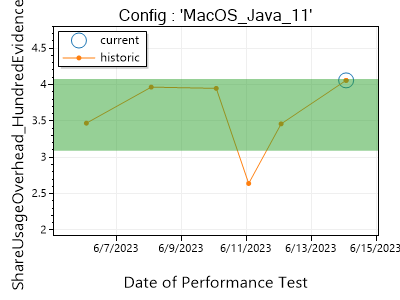 Config : 'MacOS_Java_11'
ShareUsageOverhead_HundredEvidence
current
historic
4.5
4
3.5
3
2.5
2
6/7/2023
6/9/2023
6/11/2023
6/13/2023
6/15/2023
Date of Performance Test